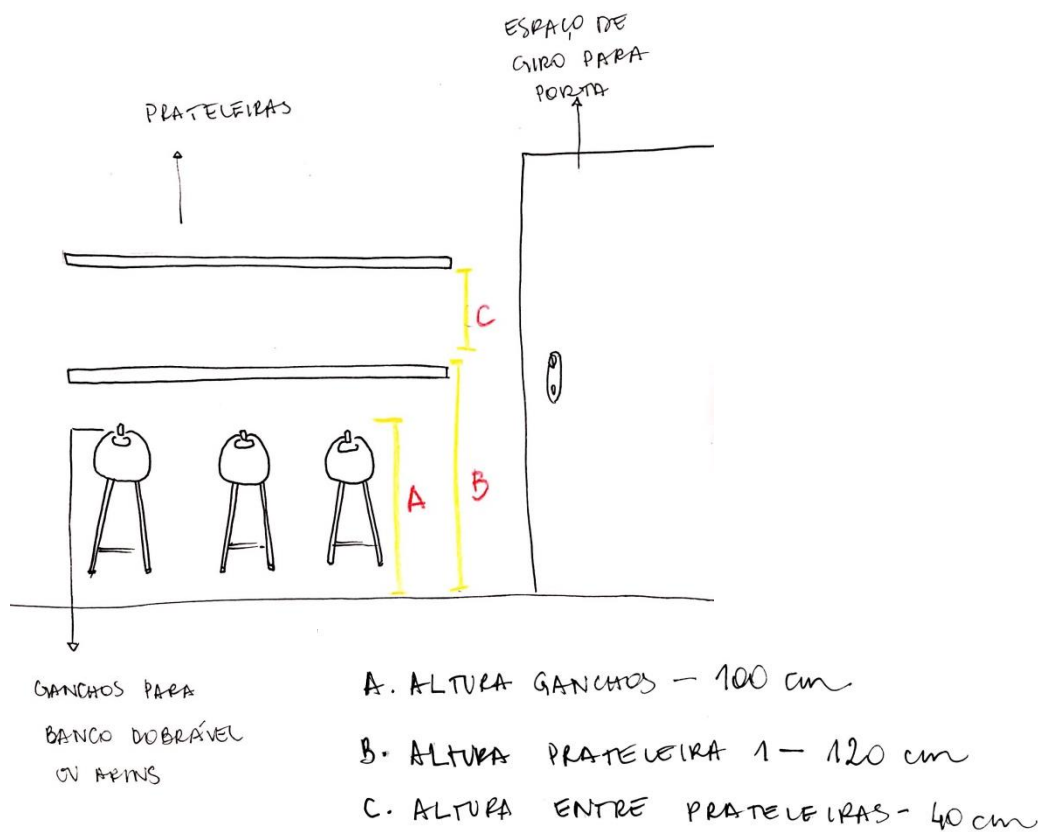 ESPAÇO DE
GIRO PARA
PORTA
PRATELEIRAS
C
A
B
GANCHOS PARA
BANCO DOBRÁVEL
OU AFINS
A. ALTURA GANCHOS - 100 cm
B. ALTURA PRATELEIRA 1 - 120 cm
C. ALTURA ENTRE PRATELEIRAS - 40 cm